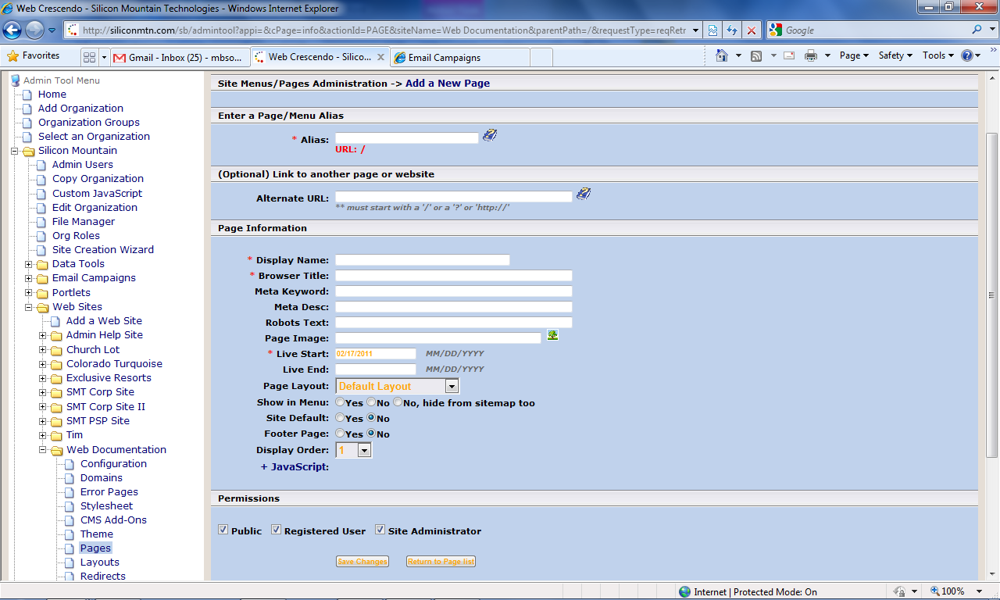 Web Crescendo - Silicon Mountain Technologies - Windows Internet Explorer
http://siliconmtn.com/sb/admintool?appi=&cPage=info&actionId=PAGE&siteName=Web Documentation&parentPath=/&requestType=reqRetr
Google
Favorites
Gmail - Inbox (25) - mbso...
Web Crescendo - Silico...
Email Campaigns
Page
Safety
Tools
Admin Tool Menu
Home
Add Organization
Organization Groups
Select an Organization
Silicon Mountain
Admin Users
Copy Organization
Custom JavaScript
Edit Organization
File Manager
Org Roles
Site Creation Wizard
Data Tools
Email Campaigns
Portlets
Web Sites
Add a Web Site
Admin Help Site
Church Lot
Colorado Turquoise
Exclusive Resorts
SMT Corp Site
SMT Corp Site II
SMT PSP Site
Tim
Web Documentation
Configuration
Domains
Error Pages
Stylesheet
CMS Add-Ons
Theme
Pages
Layouts
Redirects
Site Menus/Pages Administration -> Add a New Page
Enter a Page/Menu Alias
* Alias:
URL: /
(Optional) Link to another page or website
Alternate URL:
** must start with a '/' or a '?' or 'http://'
Page Information
* Display Name:
* Browser Title:
Meta Keyword:
Meta Desc:
Robots Text:
Page Image:
* Live Start: 02/17/2011 MM/DD/YYYY
Live End: MM/DD/YYYY
Page Layout: Default Layout
Show in Menu: Yes No No, hide from sitemap too
Site Default: Yes No
Footer Page: Yes No
Display Order: 1
+ JavaScript:
Permissions
Public Registered User Site Administrator
Save Changes Return to Page list
Internet | Protected Mode: On
100%